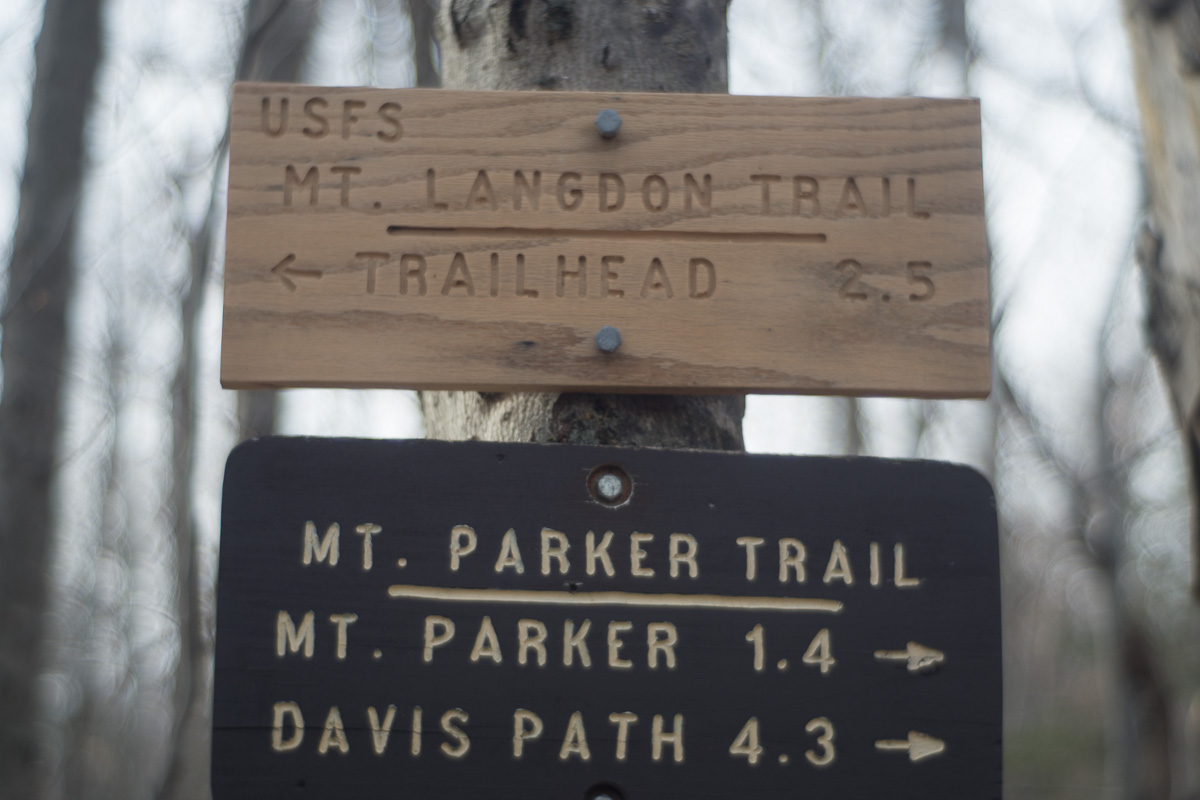 USFS
MT. LANGDON TRAIL
← TRAILHEAD 2.5
MT. PARKER TRAIL
MT. PARKER 1.4 →
DAVIS PATH 4.3 →